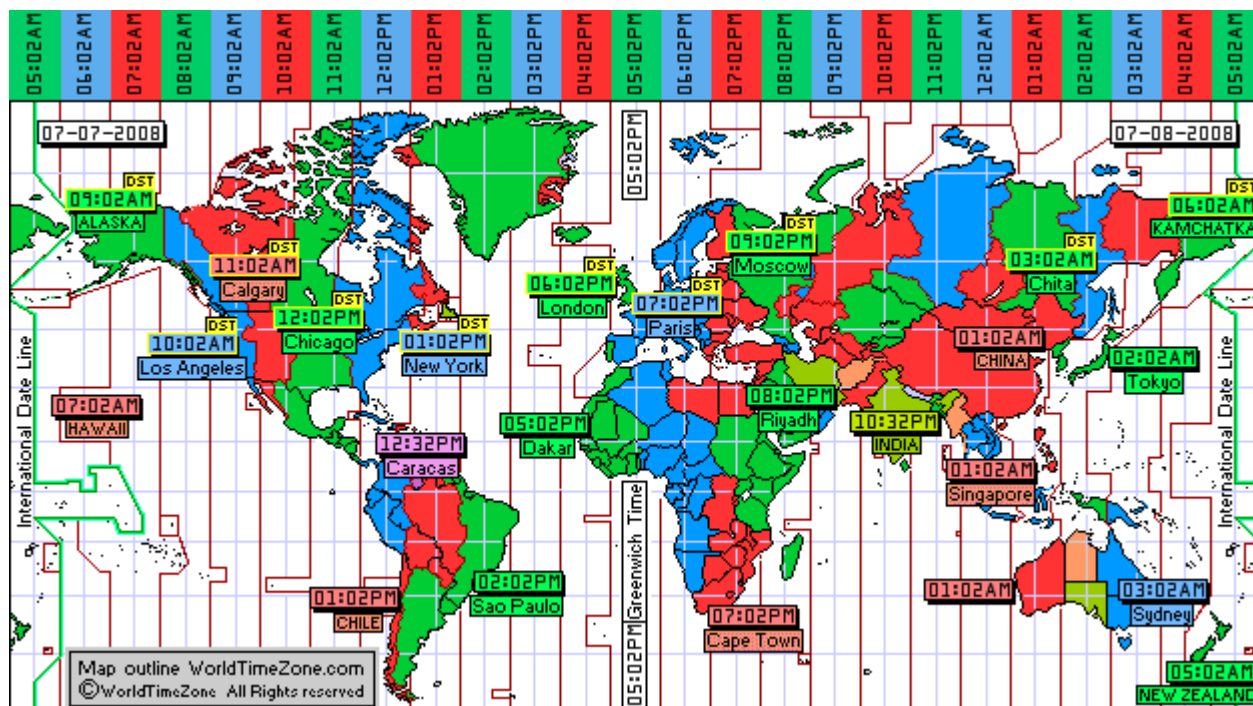 05:02AM
06:02AM
07:02AM
08:02AM
09:02AM
10:02AM
11:02AM
12:02PM
01:02PM
02:02PM
03:02PM
04:02PM
05:02PM
06:02PM
07:02PM
08:02PM
09:02PM
10:02PM
11:02PM
12:02AM
01:02AM
02:02AM
03:02AM
04:02AM
05:02AM
07-07-2008
05:02PM
07-08-2008
DST
09:02AM
ALASKA
DST
06:02AM
KAMCHATKA
DST
09:02PM
Moscow
DST
11:02AM
Calgary
DST
03:02AM
Chita
DST
06:02PM
London
DST
07:02PM
Paris
DST
12:02PM
Chicago
DST
10:02AM
Los Angeles
DST
01:02PM
New York
01:02AM
CHINA
02:02AM
Tokyo
International Date Line
International Date Line
07:02AM
HAWAII
08:02PM
Riyadh
05:02PM
Dakar
10:32PM
INDIA
12:32PM
Caracas
01:02AM
Singapore
Greenwich Time
02:02PM
Sao Paulo
01:02PM
CHILE
01:02AM
03:02AM
Sydney
07:02PM
Cape Town
05:02PM
05:02AM
NEW ZEALAND
Map outline WorldTimeZone.com
©WorldTimeZone All Rights reserved